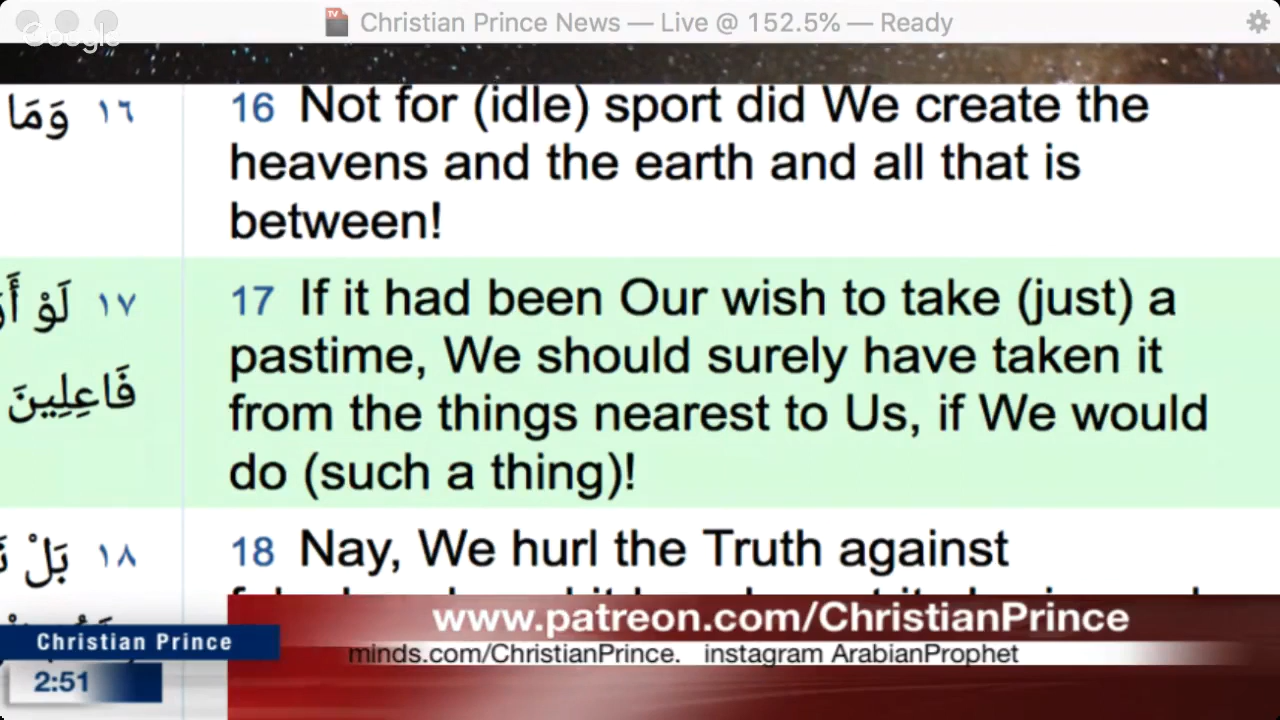 Christian Prince News — Live @ 152.5% — Ready
Google
١٦ وَمَا
16 Not for (idle) sport did We create the
heavens and the earth and all that is
between!
١٧ لَوْ
17 If it had been Our wish to take (just) a
pastime, We should surely have taken it
فَاعِلِينَ
from the things nearest to Us, if We would
do (such a thing)!
١٨ بَلْ
18 Nay, We hurl the Truth against
www.patreon.com/ChristianPrince
Christian Prince
minds.com/ChristianPrince. instagram ArabianProphet
2:51